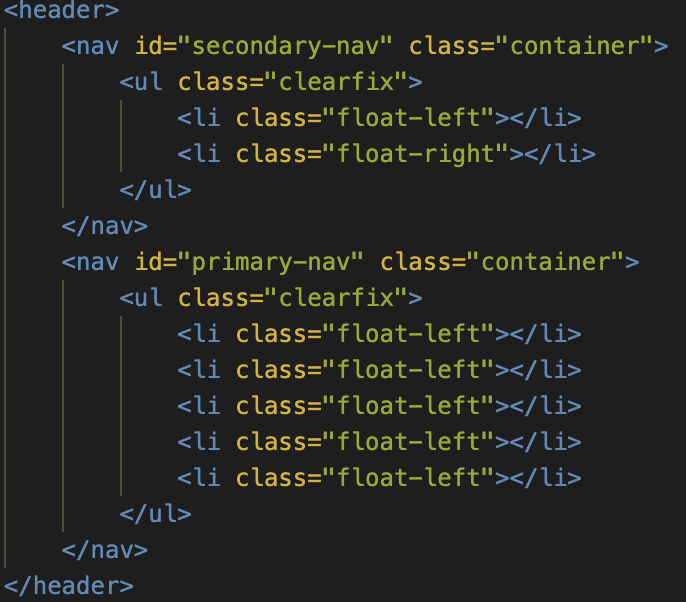 <header>
    <nav id="secondary-nav" class="container">
        <ul class="clearfix">
            <li class="float-left"></li>
            <li class="float-right"></li>
        </ul>
    </nav>
    <nav id="primary-nav" class="container">
        <ul class="clearfix">
            <li class="float-left"></li>
            <li class="float-left"></li>
            <li class="float-left"></li>
            <li class="float-left"></li>
            <li class="float-left"></li>
        </ul>
    </nav>
</header>